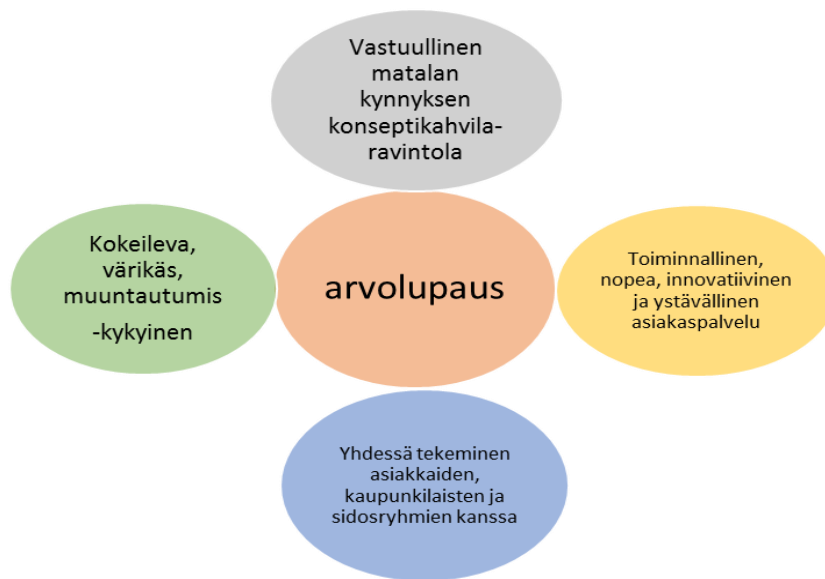 Vastuullinen
matalan
kynnyksen
konseptikahvila-
ravintola
Kokeileva,
värikäs,
muuntautumis
-kykyinen
arvolupaus
Toiminnallinen,
nopea, innovatiivinen
ja ystävällinen
asiakaspalvelu
Yhdessä tekeminen
asiakkaiden,
kaupunkilaisten ja
sidosryhmien kanssa